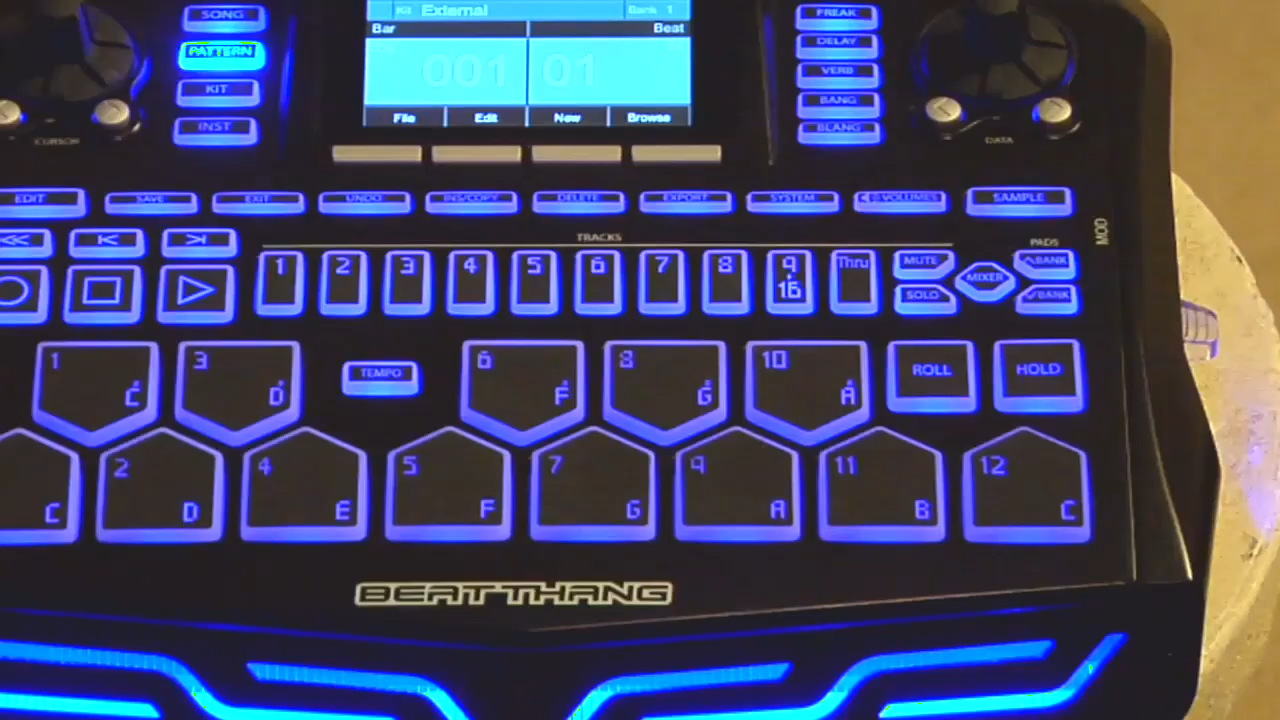 SONG
PATTERN
KIT
INST
CURSOR
Kit External Bank 1
Bar Beat
001 01
File Edit New Browse
FREAK
DELAY
VERB
BANG
BLANG
DATA
EDIT SAVE EXIT UNDO INS/COPY DELETE EXPORT SYSTEM VOLUMES SAMPLE
MOD
TRACKS
1 2 3 4 5 6 7 8 9 16 Thru
MUTE
SOLO
MIXER
PADS
BANK
BANK
1 C
3 D
TEMPO
6 F
8 G
10 A
ROLL
HOLD
C
2 D
4 E
5 F
7 G
9 A
11 B
12 C
BEATTHANG